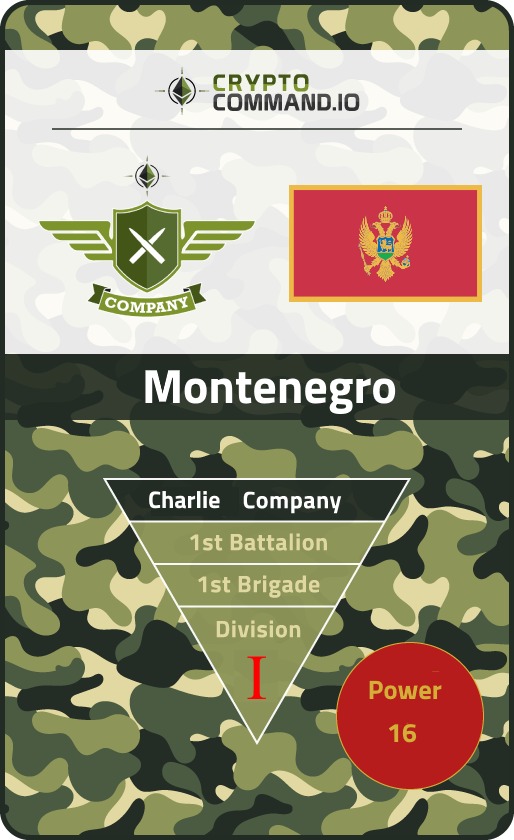 CRYPTO
COMMAND.IO
COMPANY
Montenegro
Charlie Company
1st Battalion
1st Brigade
Division
I
Power
16